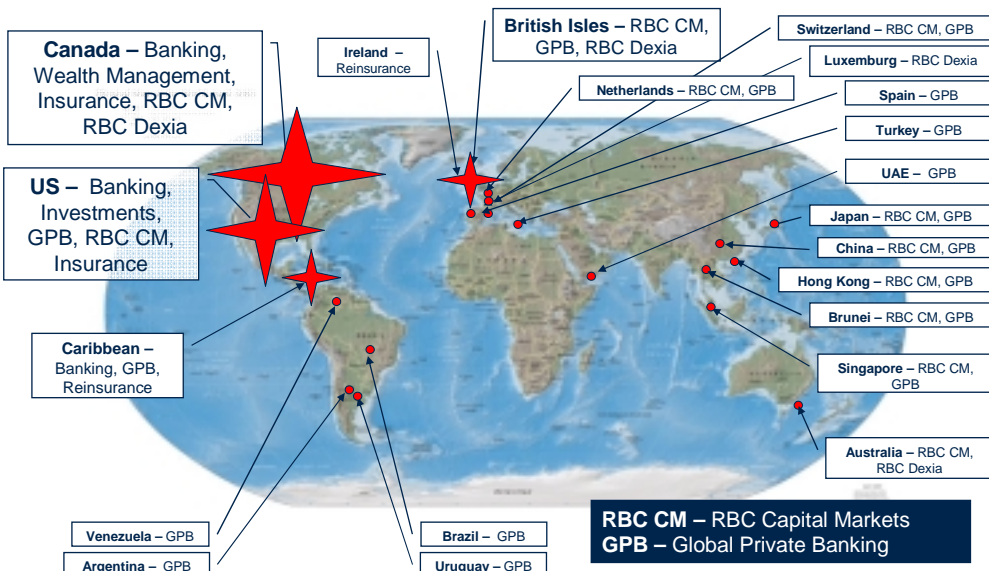 Canada – Banking,
Wealth Management,
Insurance, RBC CM,
RBC Dexia
US – Banking,
Investments,
GPB, RBC CM,
Insurance
Caribbean –
Banking, GPB,
Reinsurance
Ireland –
Reinsurance
British Isles – RBC CM,
GPB, RBC Dexia
Netherlands – RBC CM, GPB
Switzerland – RBC CM, GPB
Luxemburg – RBC Dexia
Spain – GPB
Turkey – GPB
UAE – GPB
Japan – RBC CM, GPB
China – RBC CM, GPB
Hong Kong – RBC CM, GPB
Brunei – RBC CM, GPB
Singapore – RBC CM,
GPB
Australia – RBC CM,
RBC Dexia
Venezuela – GPB
Argentina – GPB
Brazil – GPB
Uruguay – GPB
RBC CM – RBC Capital Markets
GPB – Global Private Banking